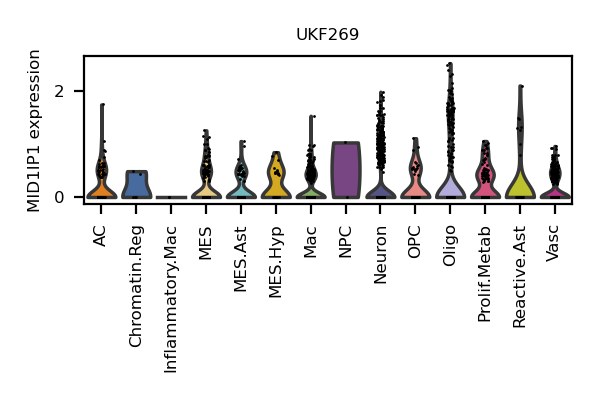 UKF269
MID1IP1 expression
2
0
AC
Chromatin.Reg
Inflammatory.Mac
MES
MES.Ast
MES.Hyp
Mac
NPC
Neuron
OPC
Oligo
Prolif.Metab
Reactive.Ast
Vasc